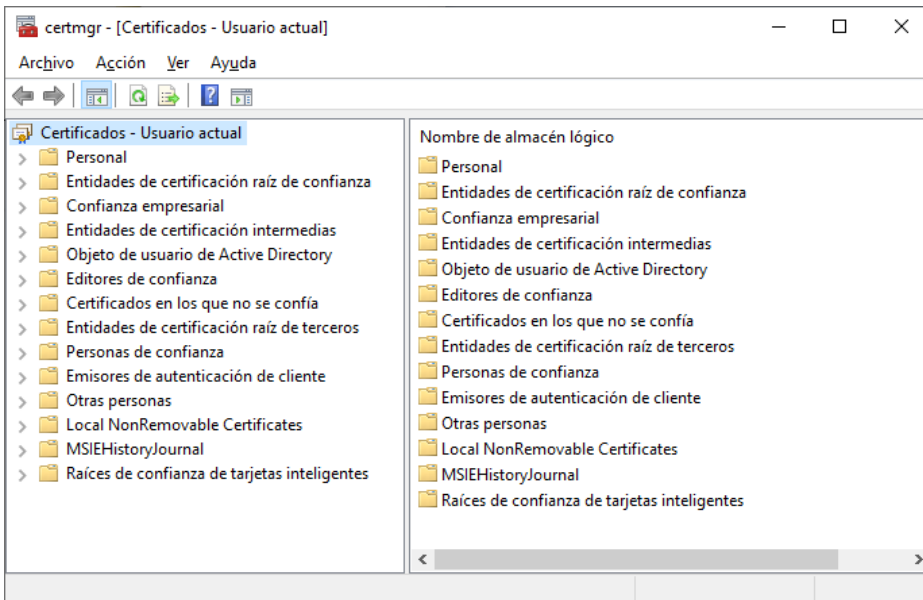 certmgr - [Certificados - Usuario actual]
Archivo Acción Ver Ayuda
Certificados - Usuario actual
Personal
Entidades de certificación raíz de confianza
Confianza empresarial
Entidades de certificación intermedias
Objeto de usuario de Active Directory
Editores de confianza
Certificados en los que no se confía
Entidades de certificación raíz de terceros
Personas de confianza
Emisores de autenticación de cliente
Otras personas
Local NonRemovable Certificates
MSIEHistoryJournal
Raíces de confianza de tarjetas inteligentes
Nombre de almacén lógico
Personal
Entidades de certificación raíz de confianza
Confianza empresarial
Entidades de certificación intermedias
Objeto de usuario de Active Directory
Editores de confianza
Certificados en los que no se confía
Entidades de certificación raíz de terceros
Personas de confianza
Emisores de autenticación de cliente
Otras personas
Local NonRemovable Certificates
MSIEHistoryJournal
Raíces de confianza de tarjetas inteligentes